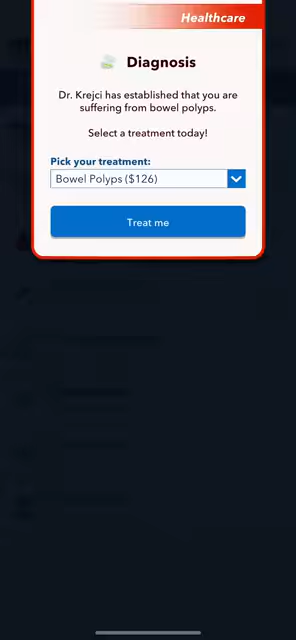 Healthcare
Diagnosis
Dr. Krejci has established that you are
suffering from bowel polyps.
Select a treatment today!
Pick your treatment:
Bowel Polyps ($126)
Treat me